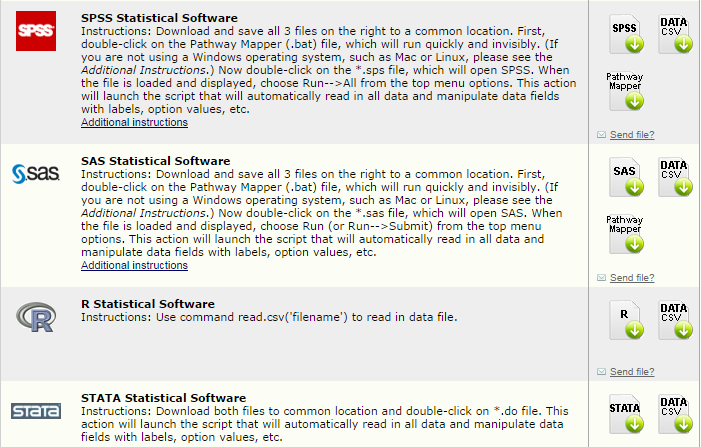 SPSS
SPSS Statistical Software
Instructions: Download and save all 3 files on the right to a common location. First,
double-click on the Pathway Mapper (.bat) file, which will run quickly and invisibly. (If
you are not using a Windows operating system, such as Mac or Linux, please see the
Additional Instructions.) Now double-click on the *.sps file, which will open SPSS. When
the file is loaded and displayed, choose Run-->All from the top menu options. This action
will launch the script that will automatically read in all data and manipulate data fields
with labels, option values, etc.
Additional instructions
SPSS
DATA
CSV
Pathway
Mapper
Send file?
sas
SAS Statistical Software
Instructions: Download and save all 3 files on the right to a common location. First,
double-click on the Pathway Mapper (.bat) file, which will run quickly and invisibly. (If
you are not using a Windows operating system, such as Mac or Linux, please see the
Additional Instructions.) Now double-click on the *.sas file, which will open SAS. When
the file is loaded and displayed, choose Run (or Run-->Submit) from the top menu
options. This action will launch the script that will automatically read in all data and
manipulate data fields with labels, option values, etc.
Additional instructions
SAS
DATA
CSV
Pathway
Mapper
Send file?
R
R Statistical Software
Instructions: Use command read.csv('filename') to read in data file.
R
DATA
CSV
Send file?
STATA
STATA Statistical Software
Instructions: Download both files to common location and double-click on *.do file. This
action will launch the script that will automatically read in all data and manipulate data
fields with labels, option values, etc.
STATA
DATA
CSV